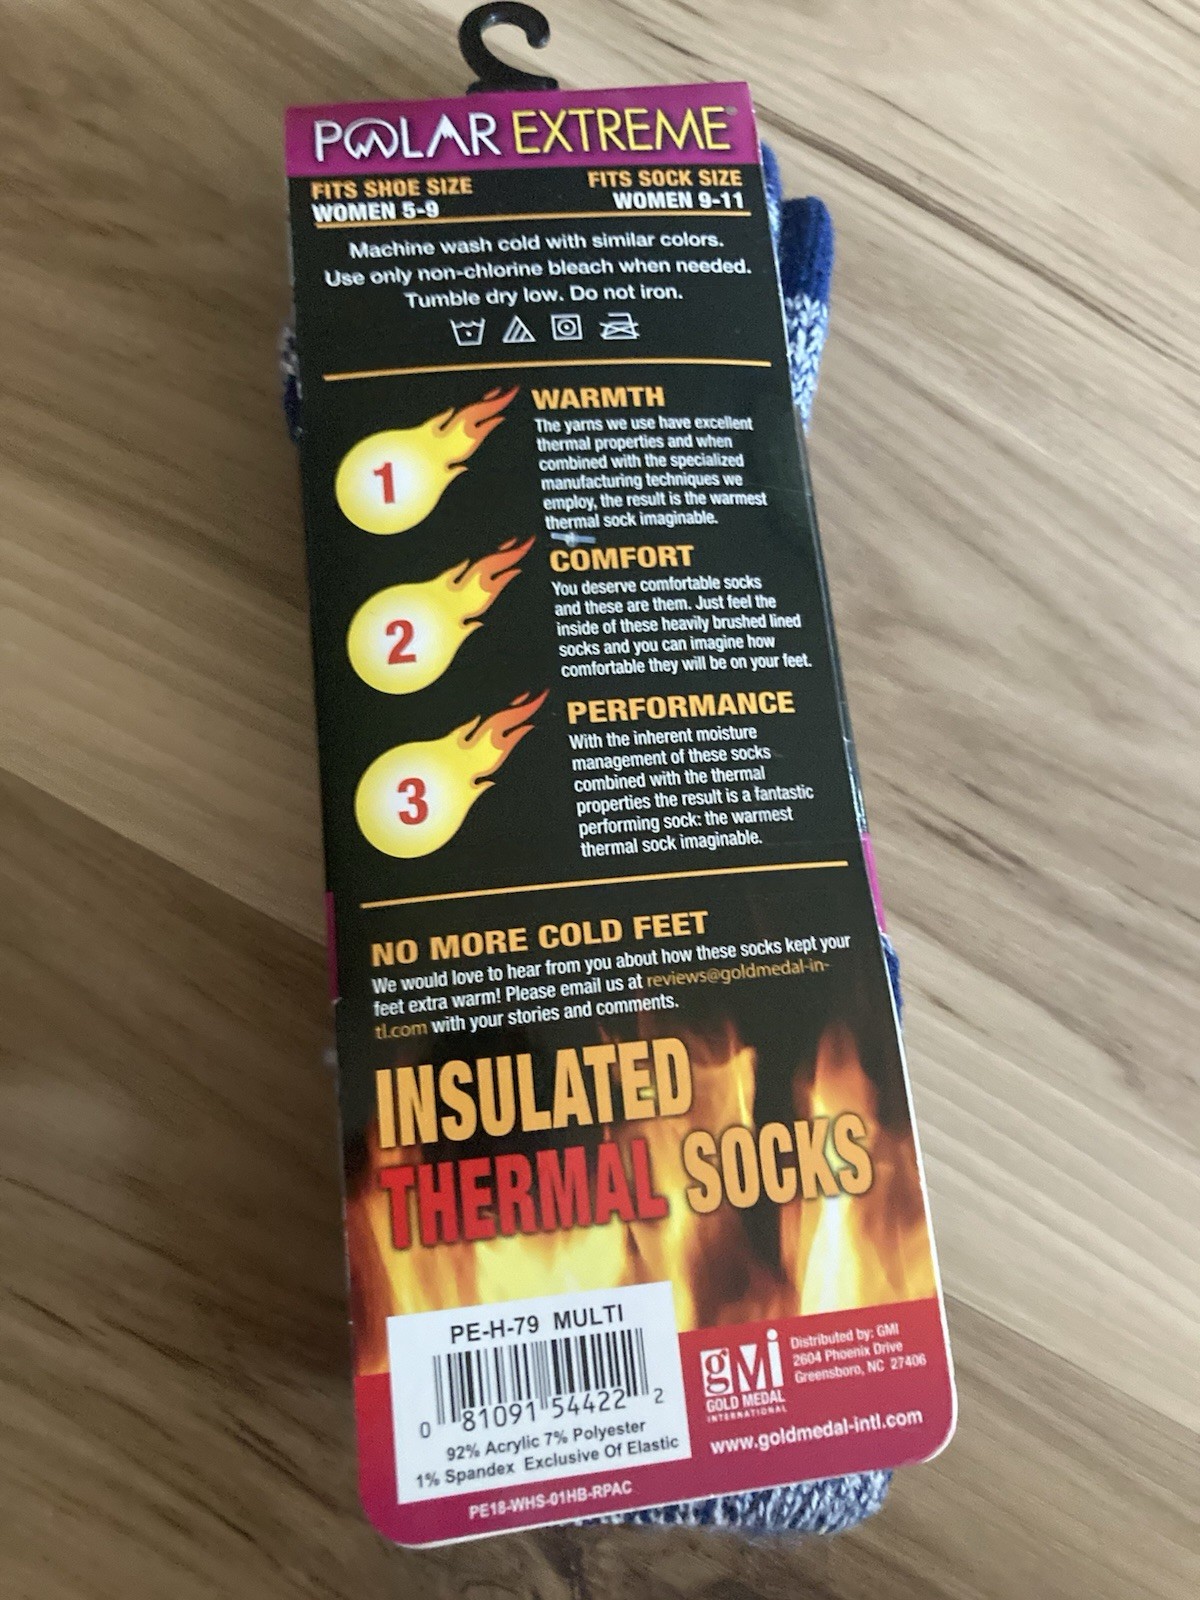 POLAR EXTREME®
FITS SHOE SIZE
WOMEN 5-9
FITS SOCK SIZE
WOMEN 9-11
Machine wash cold with similar colors.
Use only non-chlorine bleach when needed.
Tumble dry low. Do not iron.
1
WARMTH
The yarns we use have excellent
thermal properties and when
combined with the specialized
manufacturing techniques we
employ, the result is the warmest
thermal sock imaginable.
2
COMFORT
You deserve comfortable socks
and these are them. Just feel the
inside of these heavily brushed lined
socks and you can imagine how
comfortable they will be on your feet.
3
PERFORMANCE
With the inherent moisture
management of these socks
combined with the thermal
properties the result is a fantastic
performing sock: the warmest
thermal sock imaginable.
NO MORE COLD FEET
We would love to hear from you about how these socks kept your
feet extra warm! Please email us at reviews@goldmedal-in-
tl.com with your stories and comments.
INSULATED
THERMAL SOCKS
PE-H-79 MULTI
0 81091 54422 2
92% Acrylic 7% Polyester
1% Spandex Exclusive Of Elastic
gmi
GOLD MEDAL
INTERNATIONAL
Distributed by: GMI
2604 Phoenix Drive
Greensboro, NC 27406
www.goldmedal-intl.com
PE18-WHS-01HB-RPAC